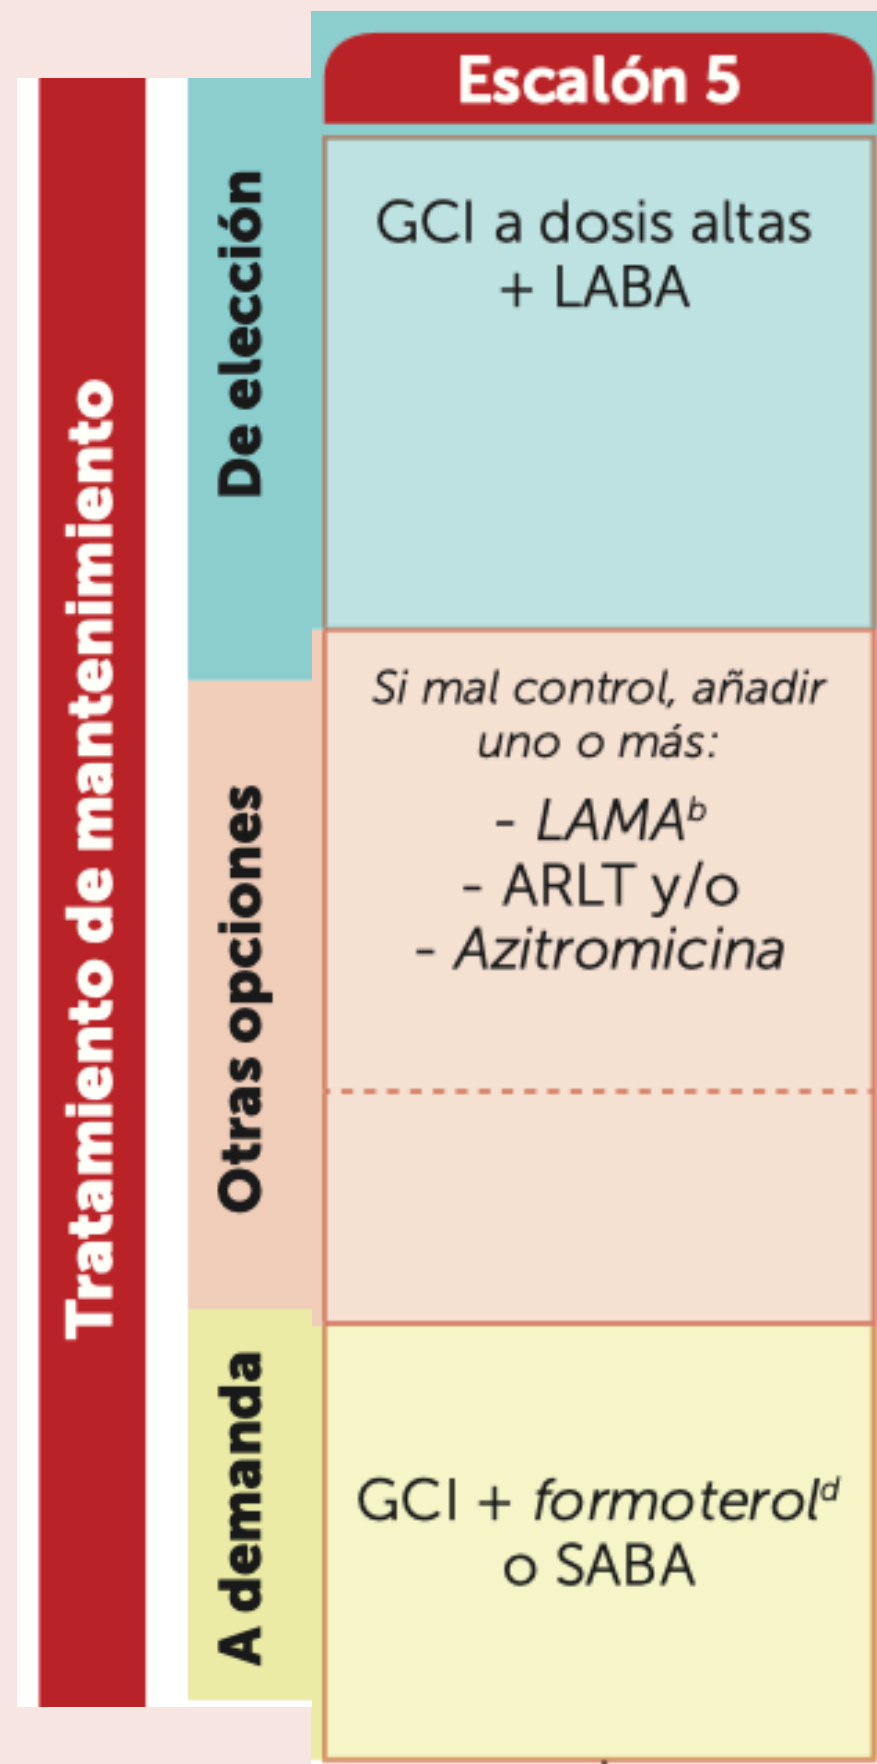 Escalón 5
Tratamiento de mantenimiento
De elección
GCI a dosis altas
+ LABA
Otras opciones
Si mal control, añadir
uno o más:
- LAMAᵇ
- ARLT y/o
- Azitromicina
A demanda
GCI + formoterolᵈ
o SABA